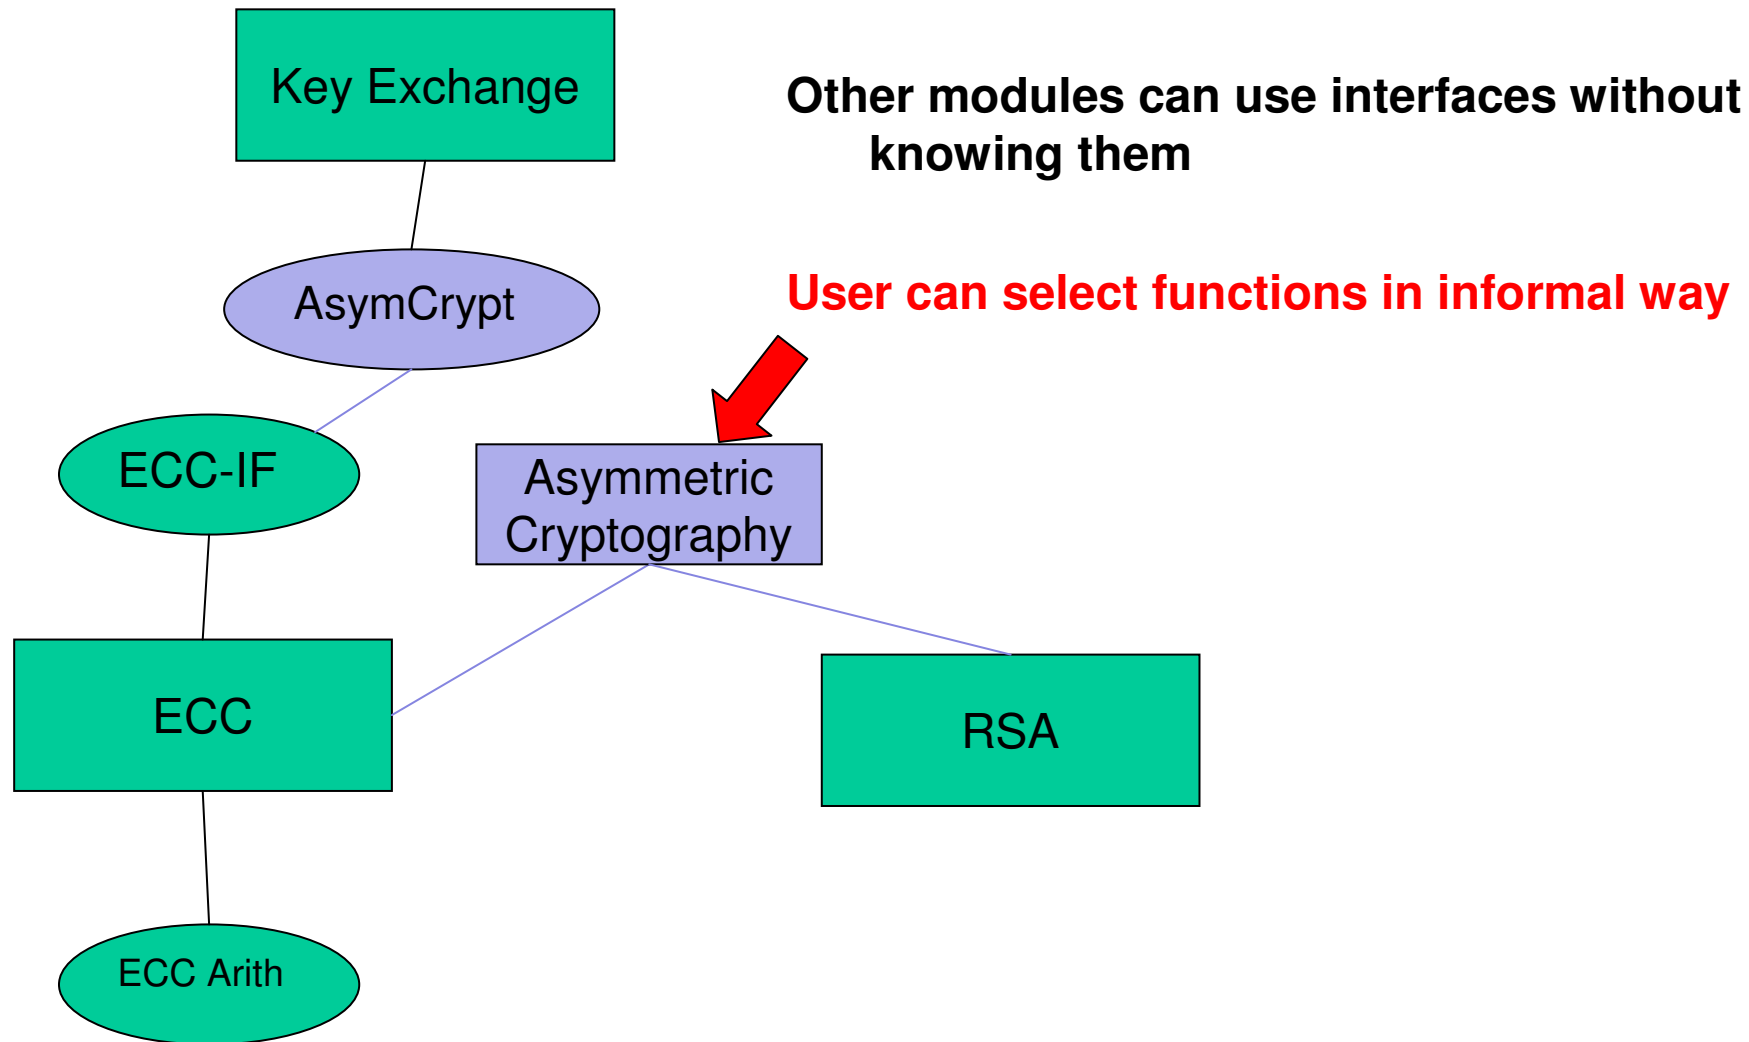 Key Exchange
Other modules can use interfaces without
knowing them
User can select functions in informal way
AsymCrypt
ECC-IF
Asymmetric
Cryptography
ECC
RSA
ECC Arith